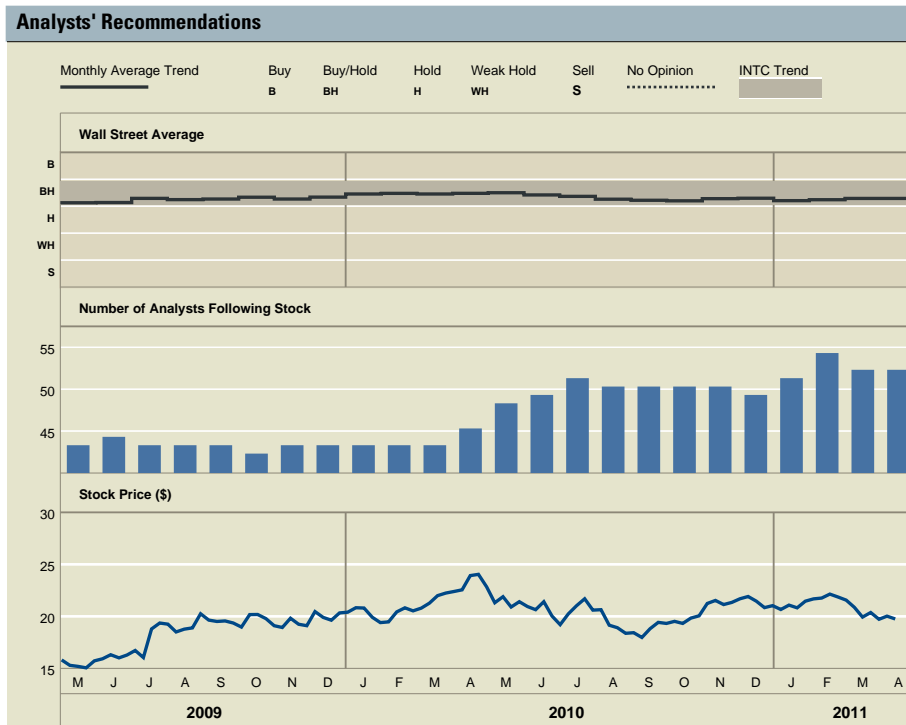 Analysts' Recommendations
Monthly Average Trend Buy Buy/Hold Hold Weak Hold Sell No Opinion INTC Trend
B BH H WH S
Wall Street Average
B
BH
H
WH
S
Number of Analysts Following Stock
55
50
45
Stock Price ($)
30
25
20
15
M J J A S O N D J F M A M J J A S O N D J F M A
2009 2010 2011